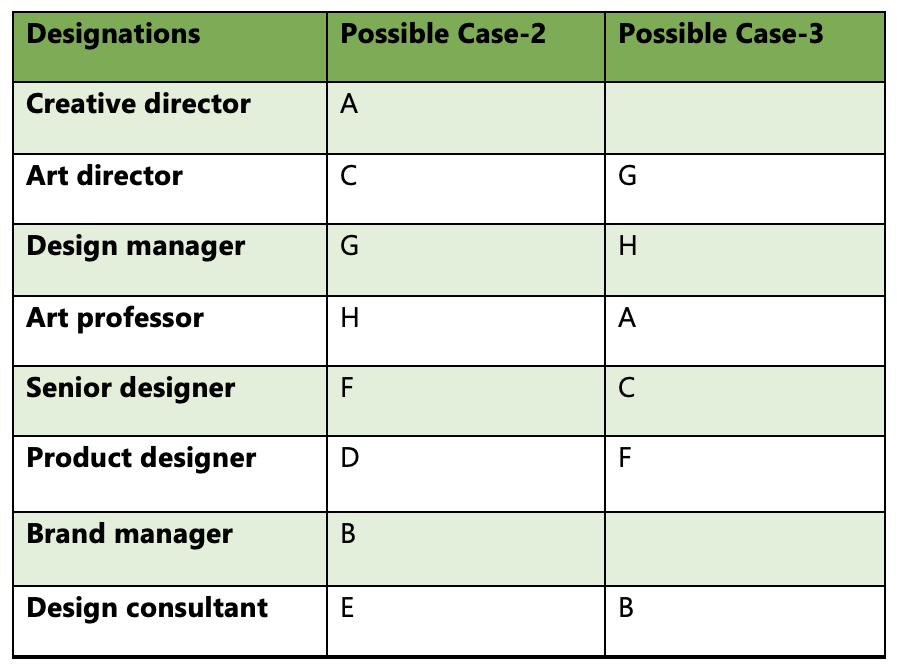 Designations Possible Case-2 Possible Case-3
Creative director A
Art director C G
Design manager G H
Art professor H A
Senior designer F C
Product designer D F
Brand manager B
Design consultant E B